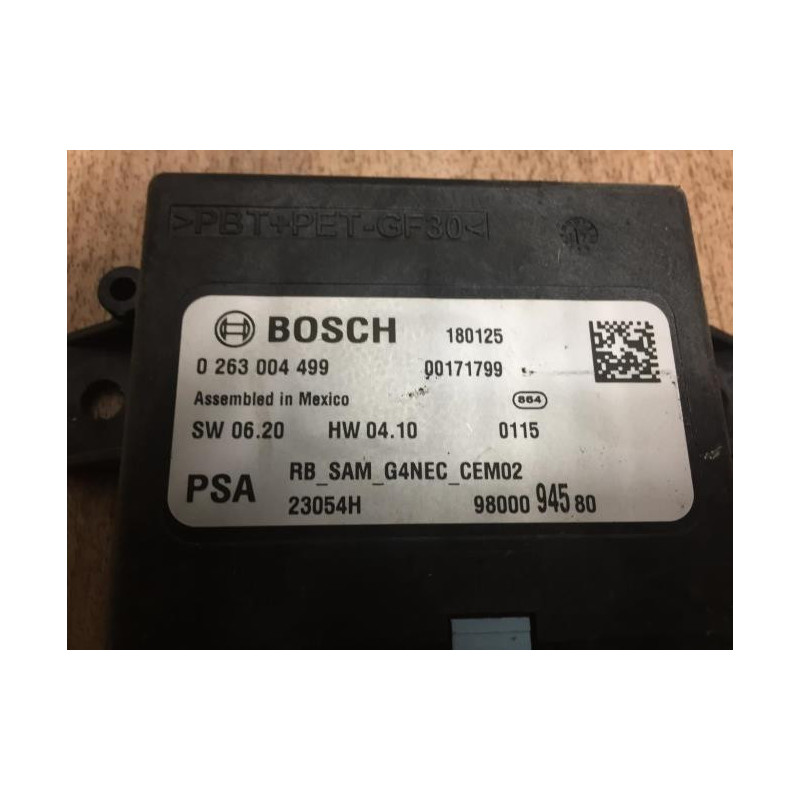 >PBT+PET-GF30<
BOSCH 180125
0 263 004 499 00171799
Assembled in Mexico 864
SW 06.20 HW 04.10 0115
PSA RB_SAM_G4NEC_CEM02
23054H 98000 945 80